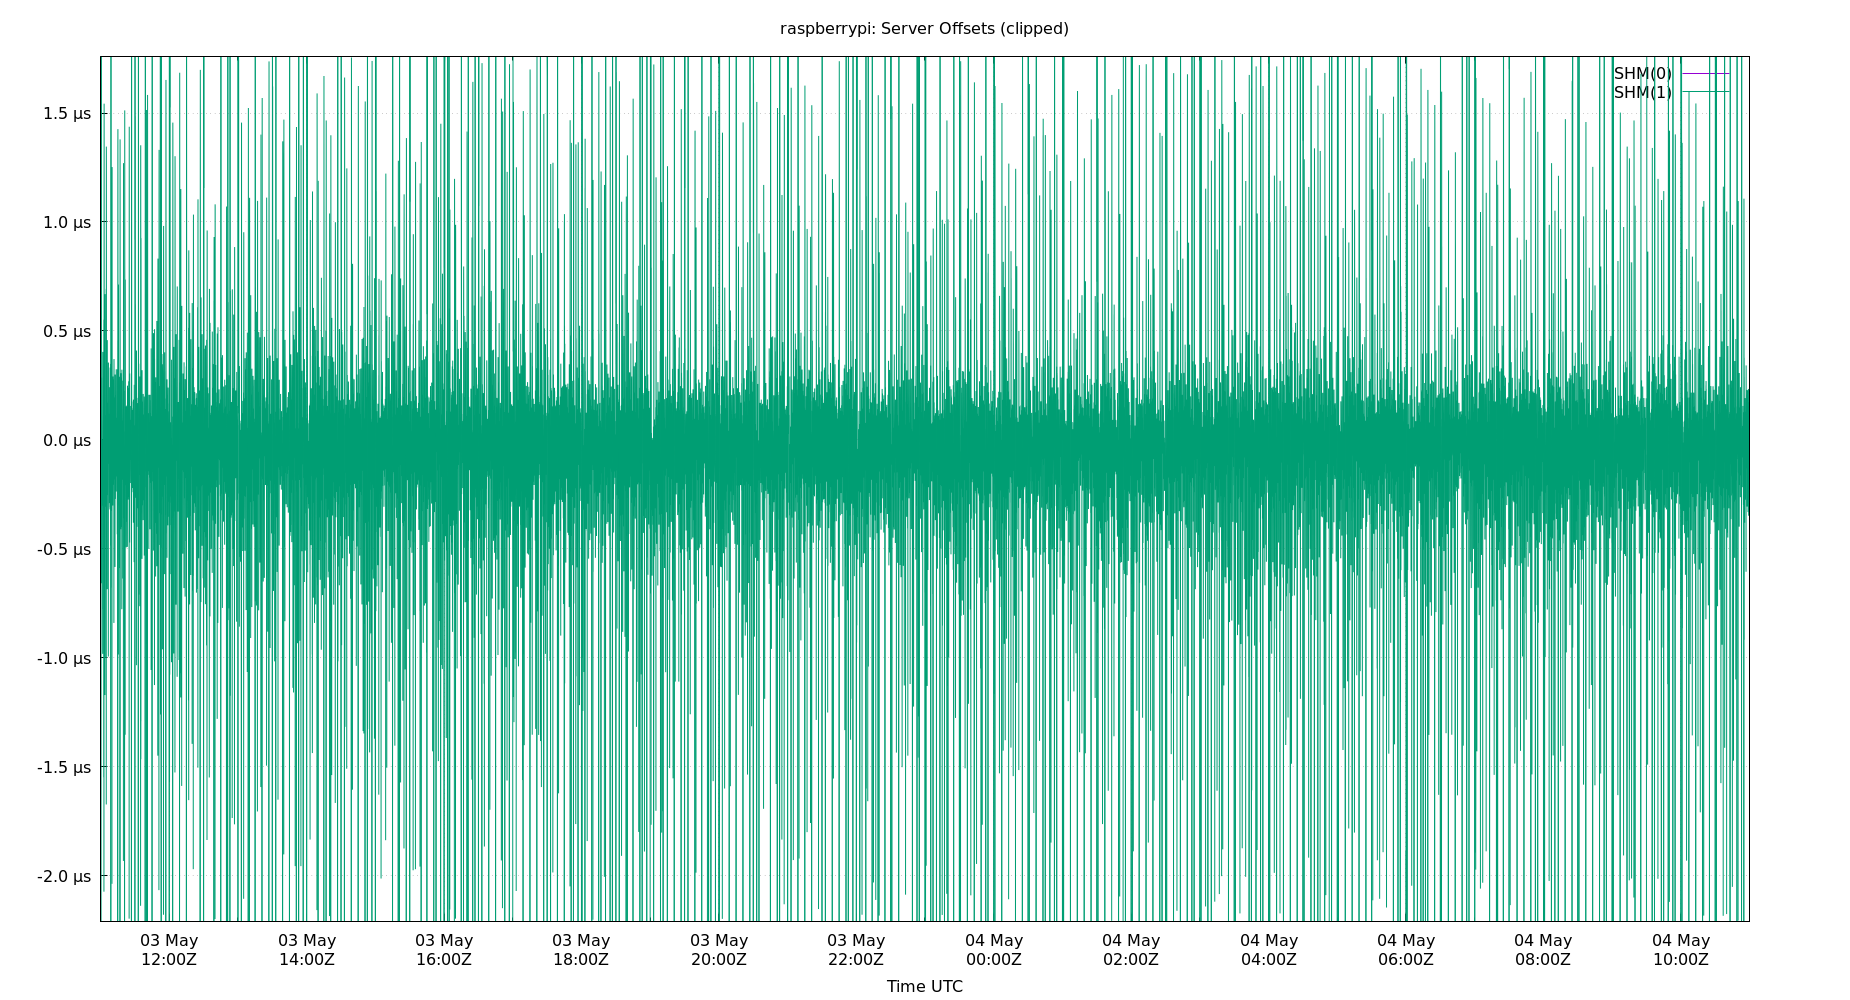 raspberrypi: Server Offsets (clipped)
SHM(0)
SHM(1)
1.5 µs
1.0 µs
0.5 µs
0.0 µs
-0.5 µs
-1.0 µs
-1.5 µs
-2.0 µs
03 May 03 May 03 May 03 May 03 May 03 May 04 May 04 May 04 May 04 May 04 May 04 May
12:00Z 14:00Z 16:00Z 18:00Z 20:00Z 22:00Z 00:00Z 02:00Z 04:00Z 06:00Z 08:00Z 10:00Z
Time UTC